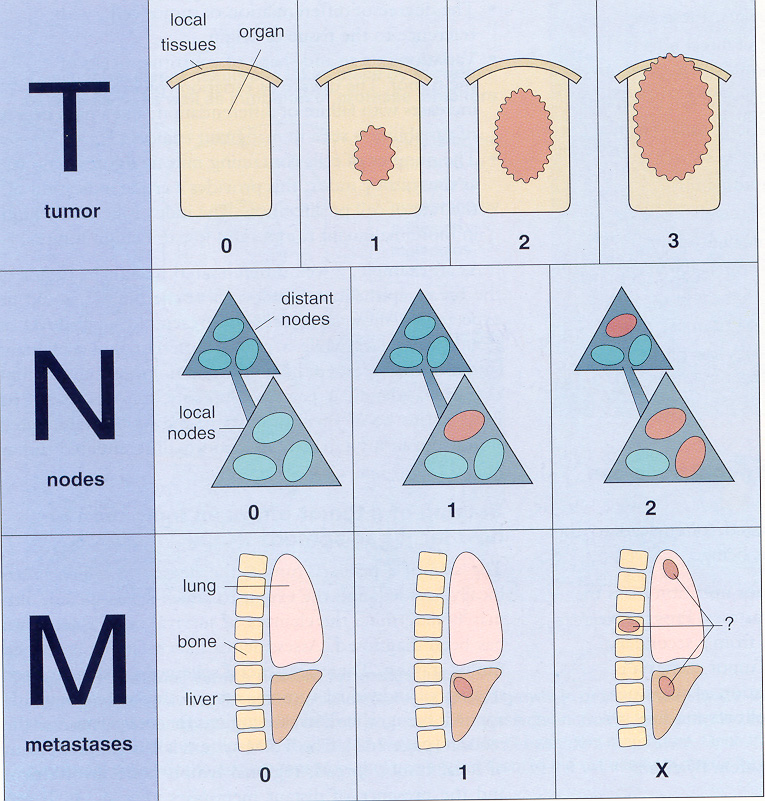 T
tumor
local
tissues
organ
0
1
2
3
N
nodes
distant
nodes
local
nodes
0
1
2
M
metastases
lung
bone
liver
?
0
1
X